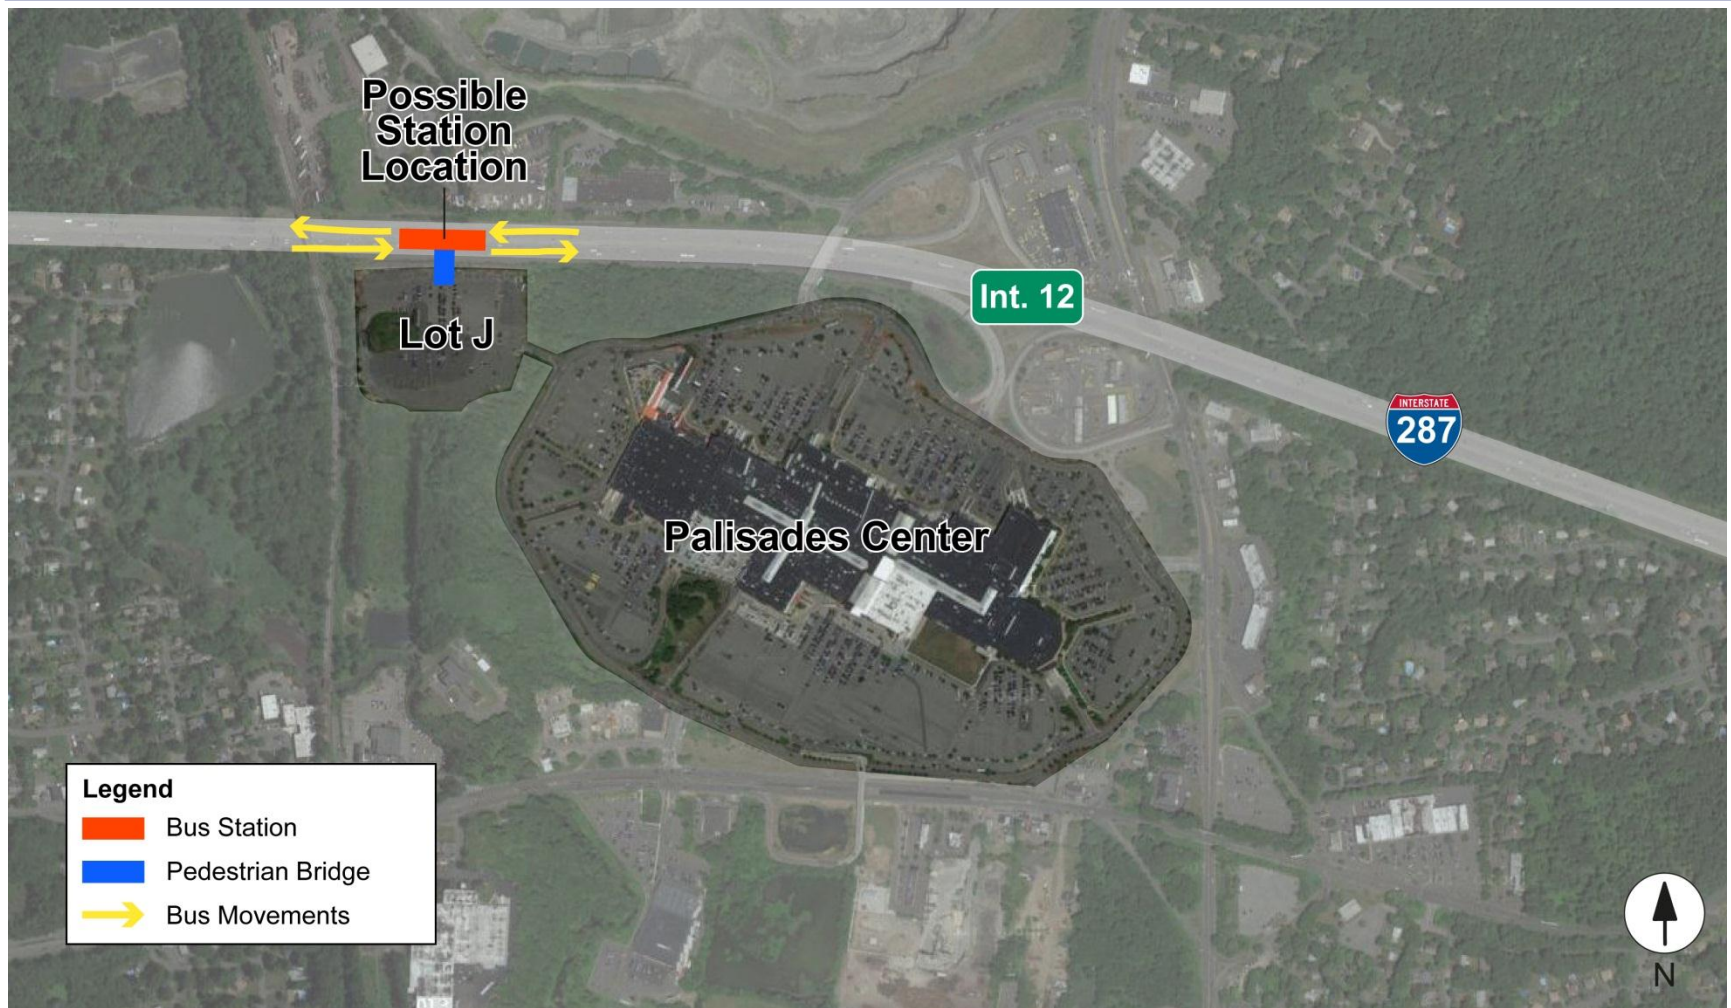 Possible
Station
Location
Int. 12
Lot J
INTERSTATE
287
Palisades Center
Legend
Bus Station
Pedestrian Bridge
Bus Movements
N